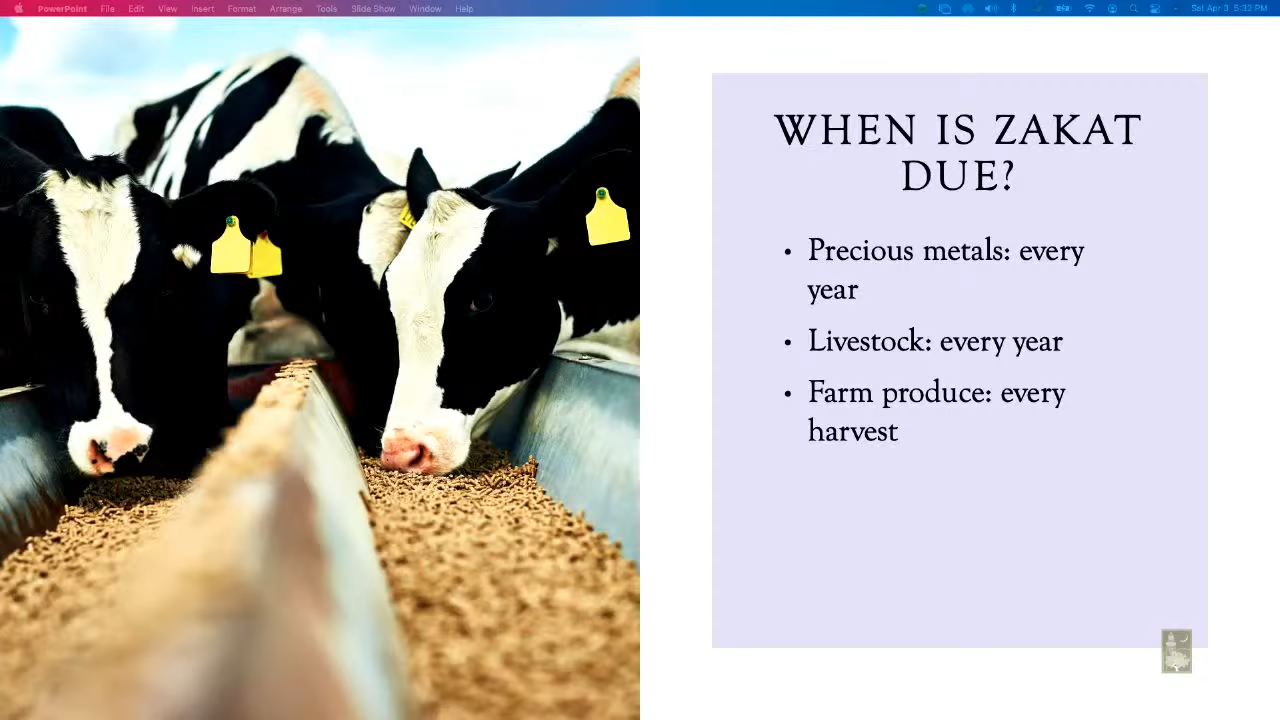 PowerPoint File Edit View Insert Format Arrange Tools Slide Show Window Help
Sat Apr 3 5:32 PM
WHEN IS ZAKAT
DUE?
• Precious metals: every
year
• Livestock: every year
• Farm produce: every
harvest